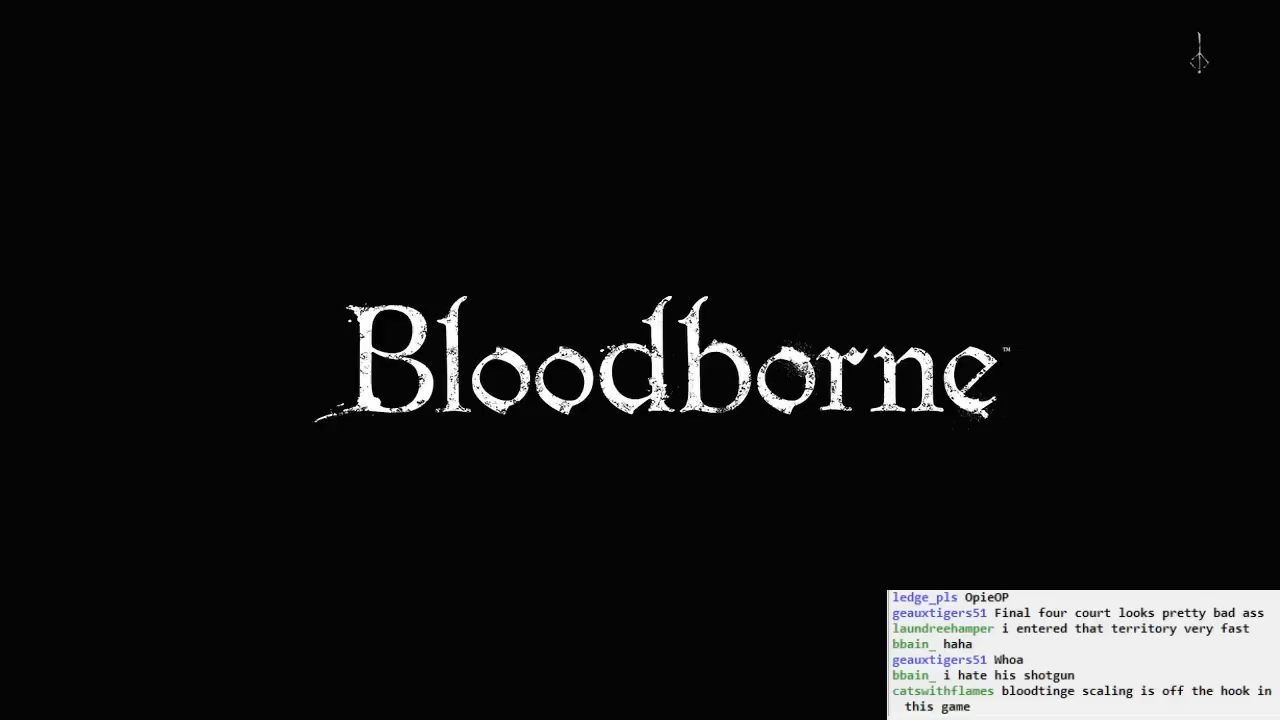 Bloodborne™
ledge_pls OpieOP
geauxtigers51 Final four court looks pretty bad ass
laundreehamper i entered that territory very fast
bbain_ haha
geauxtigers51 Whoa
bbain_ i hate his shotgun
catswithflames bloodtinge scaling is off the hook in
this game